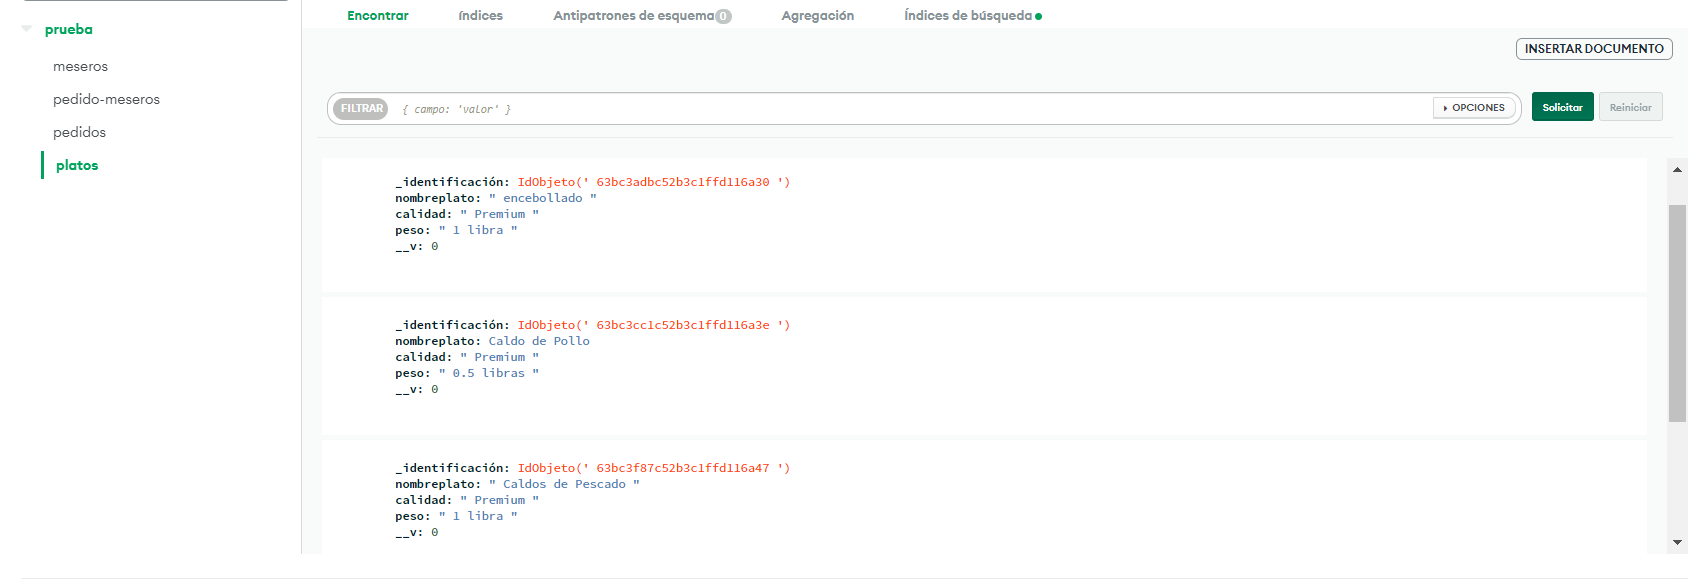 prueba
meseros
pedido-meseros
pedidos
platos
Encontrar índices Antipatrones de esquema 0 Agregación Índices de búsqueda
INSERTAR DOCUMENTO
FILTRAR { campo: 'valor' } OPCIONES Solicitar Reiniciar
_identificación: IdObjeto(' 63bc3adbc52b3c1ffd116a30 ')
nombreplato: " encebollado "
calidad: " Premium "
peso: " 1 libra "
__v: 0
_identificación: IdObjeto(' 63bc3cc1c52b3c1ffd116a3e ')
nombreplato: Caldo de Pollo
calidad: " Premium "
peso: " 0.5 libras "
__v: 0
_identificación: IdObjeto(' 63bc3f87c52b3c1ffd116a47 ')
nombreplato: " Caldos de Pescado "
calidad: " Premium "
peso: " 1 libra "
__v: 0